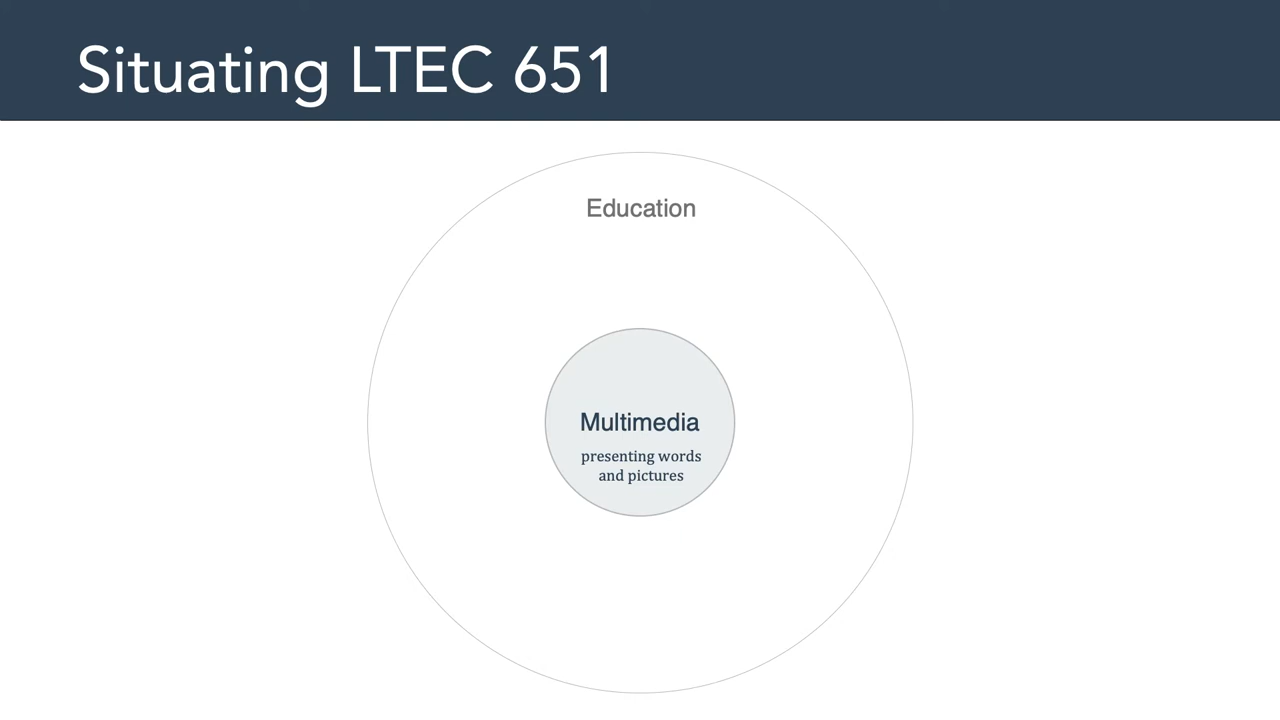 Situating LTEC 651
Education
Multimedia
presenting words
and pictures